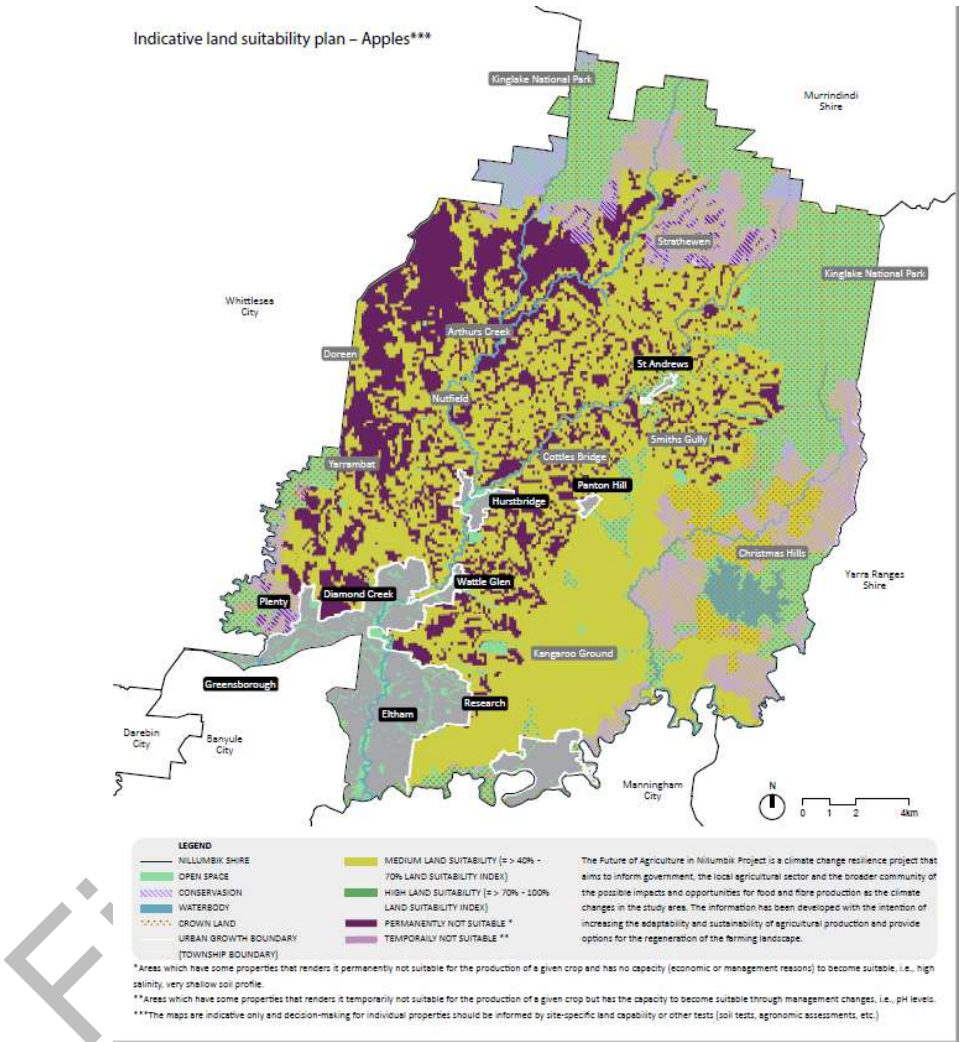 Indicative land suitability plan – Apples***
Kinglake National Park
Murrindindi
Shire
Strathewen
Kinglake National Park
Whittlesea
City
Arthurs Creek
Doreen
St Andrews
Nutfield
Smiths Gully
Cottles Bridge
Yarrambat
Panton Hill
Hurstbridge
Christmas Hills
Yarra Ranges
Shire
Wattle Glen
Diamond Creek
Plenty
Kangaroo Ground
Greensborough
Research
Eltham
Darebin
City
Banyule
City
Manningham
City
N
0 1 2 4km
LEGEND
NILLUMBIK SHIRE
OPEN SPACE
CONSERVASION
WATERBODY
CROWN LAND
URBAN GROWTH BOUNDARY
(TOWNSHIP BOUNDARY)
MEDIUM LAND SUITABILITY (= > 40% -
70% LAND SUITABILITY INDEX)
HIGH LAND SUITABILITY (= > 70% - 100%
LAND SUITABILITY INDEX)
PERMANENTLY NOT SUITABLE *
TEMPORAILY NOT SUITABLE **
The Future of Agriculture in Nillumbik Project is a climate change resilience project that
aims to inform government, the local agricultural sector and the broader community of
the possible impacts and opportunities for food and fibre production as the climate
changes in the study area. The information has been developed with the intention of
increasing the adaptability and sustainability of agricultural production and provide
options for the regeneration of the farming landscape.
*Areas which have some properties that renders it permanently not suitable for the production of a given crop and has no capacity (economic or management reasons) to become suitable, i.e., high
salinity, very shallow soil profile.
**Areas which have some properties that renders it temporarily not suitable for the production of a given crop but has the capacity to become suitable through management changes, i.e., pH levels.
***The maps are indicative only and decision-making for individual properties should be informed by site-specific land capability or other tests (soil tests, agronomic assessments, etc.)